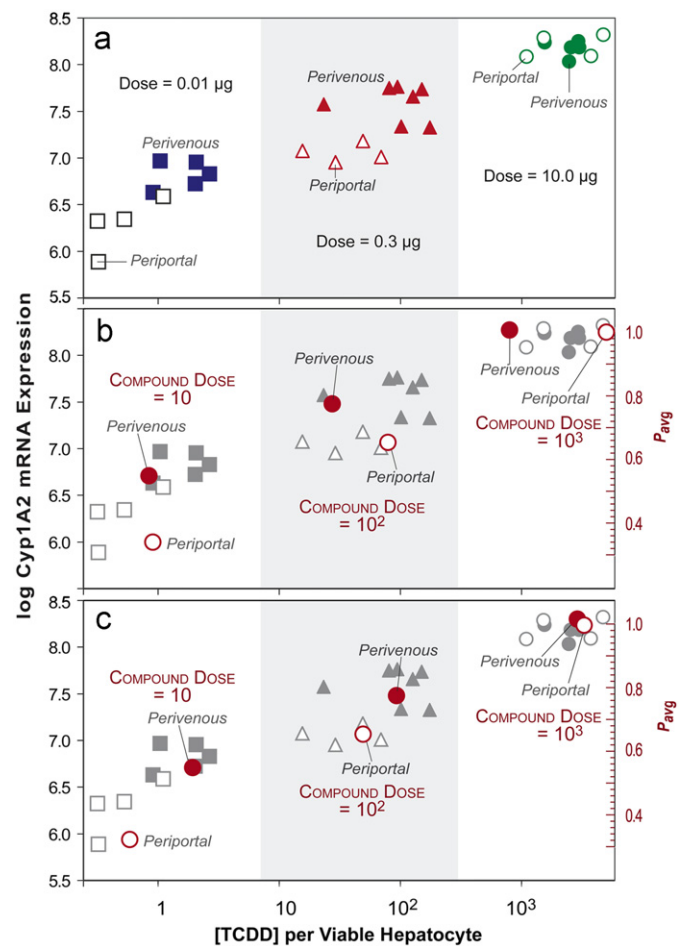 log Cyp1A2 mRNA Expression
a
8.5
8.0
7.5
7.0
6.5
6.0
5.5
Dose = 0.01 µg
Perivenous
Periportal
Perivenous
Periportal
Dose = 0.3 µg
Periportal
Perivenous
Dose = 10.0 µg
b
8.0
7.5
7.0
6.5
6.0
5.5
COMPOUND DOSE
= 10
Perivenous
Periportal
Perivenous
Periportal
COMPOUND DOSE
= 10²
Perivenous
Periportal
COMPOUND DOSE
= 10³
1.0
0.8
0.6
0.4
Pavg
c
8.5
8.0
7.5
7.0
6.5
6.0
5.5
COMPOUND DOSE
= 10
Perivenous
Periportal
Perivenous
Periportal
COMPOUND DOSE
= 10²
Perivenous
Periportal
COMPOUND DOSE
= 10³
1.0
0.8
0.6
0.4
Pavg
1 10 10² 10³
[TCDD] per Viable Hepatocyte